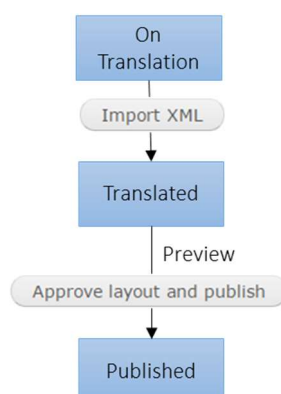 On
Translation
Import XML
Translated
Preview
Approve layout and publish
Published